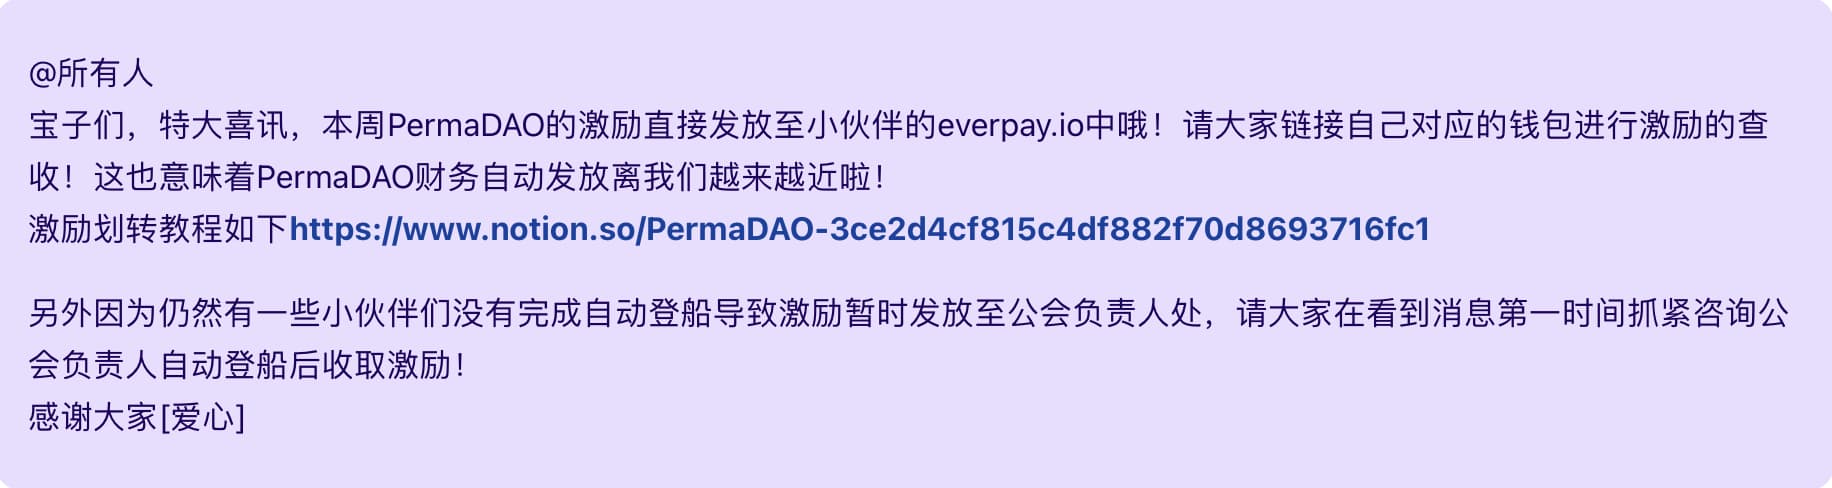 @所有人
宝子们，特大喜讯，本周PermaDAO的激励直接发放至小伙伴的everpay.io中哦！请大家链接自己对应的钱包进行激励的查
收！这也意味着PermaDAO财务自动发放离我们越来越近啦！
激励划转教程如下https://www.notion.so/PermaDAO-3ce2d4cf815c4df882f70d8693716fc1
另外因为仍然有一些小伙伴们没有完成自动登船导致激励暂时发放至公会负责人处，请大家在看到消息第一时间抓紧咨询公
会负责人自动登船后收取激励！
感谢大家[爱心]